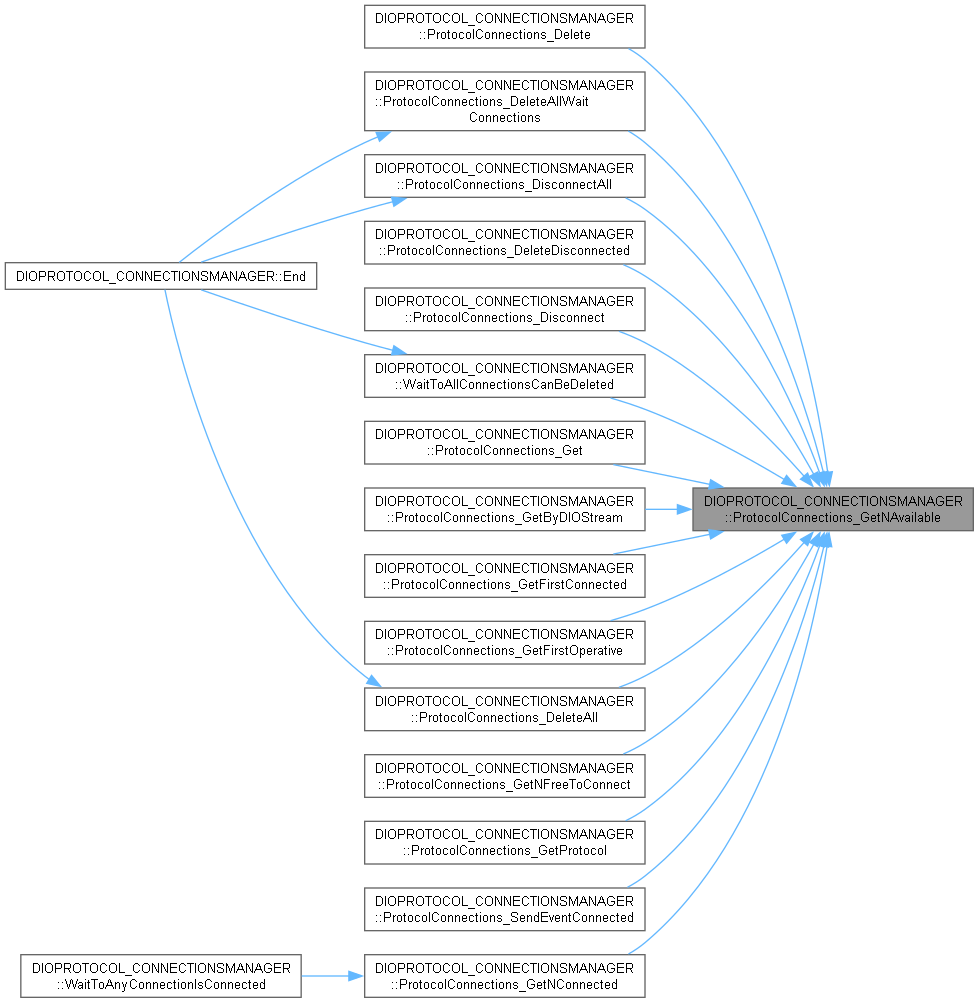 DIOPROTOCOL_CONNECTIONSMANAGER
::ProtocolConnections_Delete
DIOPROTOCOL_CONNECTIONSMANAGER
::ProtocolConnections_DeleteAllWait
Connections
DIOPROTOCOL_CONNECTIONSMANAGER
::ProtocolConnections_DisconnectAll
DIOPROTOCOL_CONNECTIONSMANAGER
::ProtocolConnections_DeleteDisconnected
DIOPROTOCOL_CONNECTIONSMANAGER::End
DIOPROTOCOL_CONNECTIONSMANAGER
::ProtocolConnections_Disconnect
DIOPROTOCOL_CONNECTIONSMANAGER
::WaitToAllConnectionsCanBeDeleted
DIOPROTOCOL_CONNECTIONSMANAGER
::ProtocolConnections_Get
DIOPROTOCOL_CONNECTIONSMANAGER
::ProtocolConnections_GetByDIOStream
DIOPROTOCOL_CONNECTIONSMANAGER
::ProtocolConnections_GetNAvailable
DIOPROTOCOL_CONNECTIONSMANAGER
::ProtocolConnections_GetFirstConnected
DIOPROTOCOL_CONNECTIONSMANAGER
::ProtocolConnections_GetFirstOperative
DIOPROTOCOL_CONNECTIONSMANAGER
::ProtocolConnections_DeleteAll
DIOPROTOCOL_CONNECTIONSMANAGER
::ProtocolConnections_GetNFreeToConnect
DIOPROTOCOL_CONNECTIONSMANAGER
::ProtocolConnections_GetProtocol
DIOPROTOCOL_CONNECTIONSMANAGER
::ProtocolConnections_SendEventConnected
DIOPROTOCOL_CONNECTIONSMANAGER
::WaitToAnyConnectionIsConnected
DIOPROTOCOL_CONNECTIONSMANAGER
::ProtocolConnections_GetNConnected